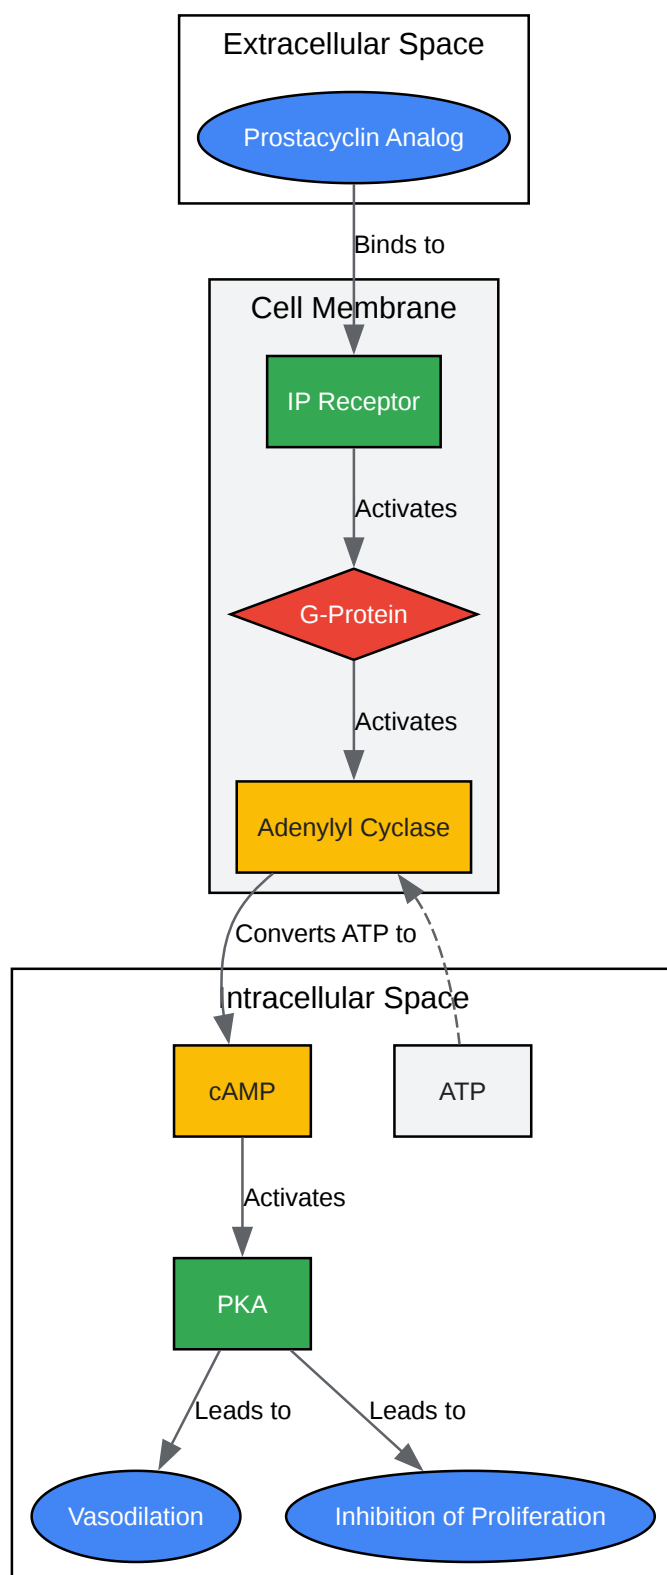 Extracellular Space
Prostacyclin Analog
Binds to
Cell Membrane
IP Receptor
Activates
G-Protein
Activates
Adenylyl Cyclase
Converts ATP to
Intracellular Space
cAMP
ATP
Activates
PKA
Leads to
Leads to
Vasodilation
Inhibition of Proliferation